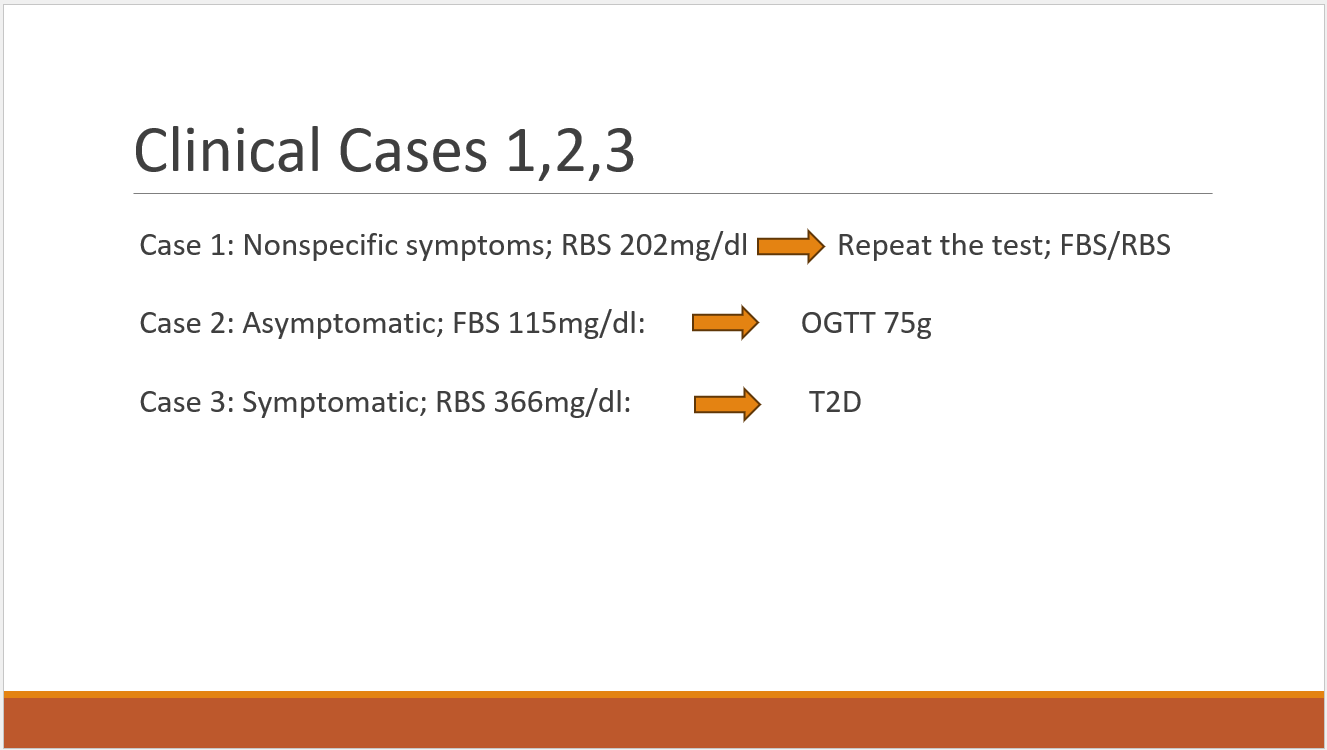 Clinical Cases 1,2,3
Case 1: Nonspecific symptoms; RBS 202mg/dl Repeat the test; FBS/RBS
Case 2: Asymptomatic; FBS 115mg/dl: OGTT 75g
Case 3: Symptomatic; RBS 366mg/dl: T2D